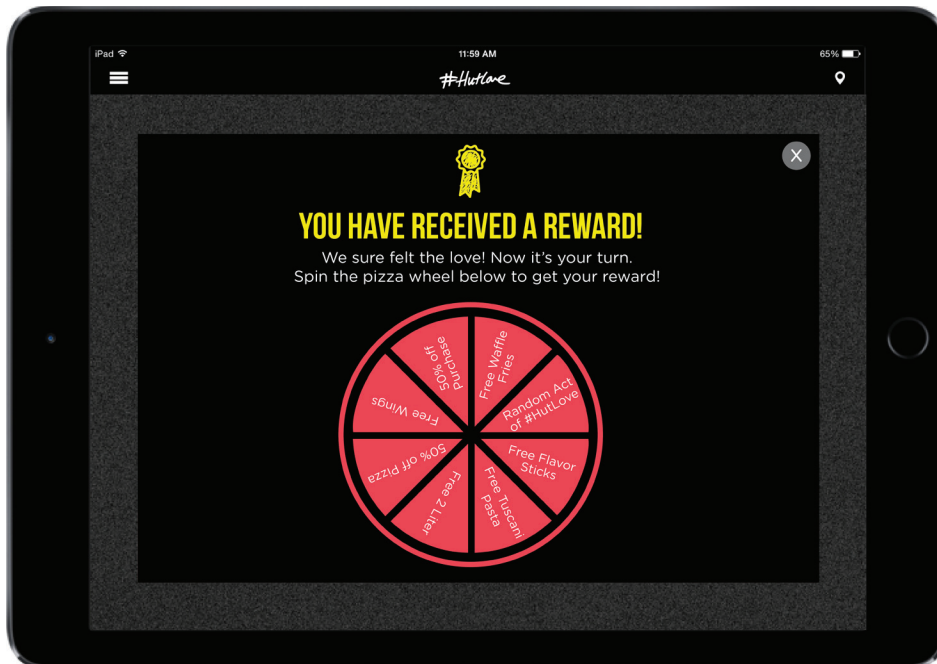 iPad
11:59 AM
65%
#HutLove
X
YOU HAVE RECEIVED A REWARD!
We sure felt the love! Now it's your turn.
Spin the pizza wheel below to get your reward!
50% off
Purchase
Free Waffle
Fries
Random Act
of #HutLove
Free Flavor
Sticks
Free Tuscani
Pasta
Free 2 Liter
50% off Pizza
Free Wings